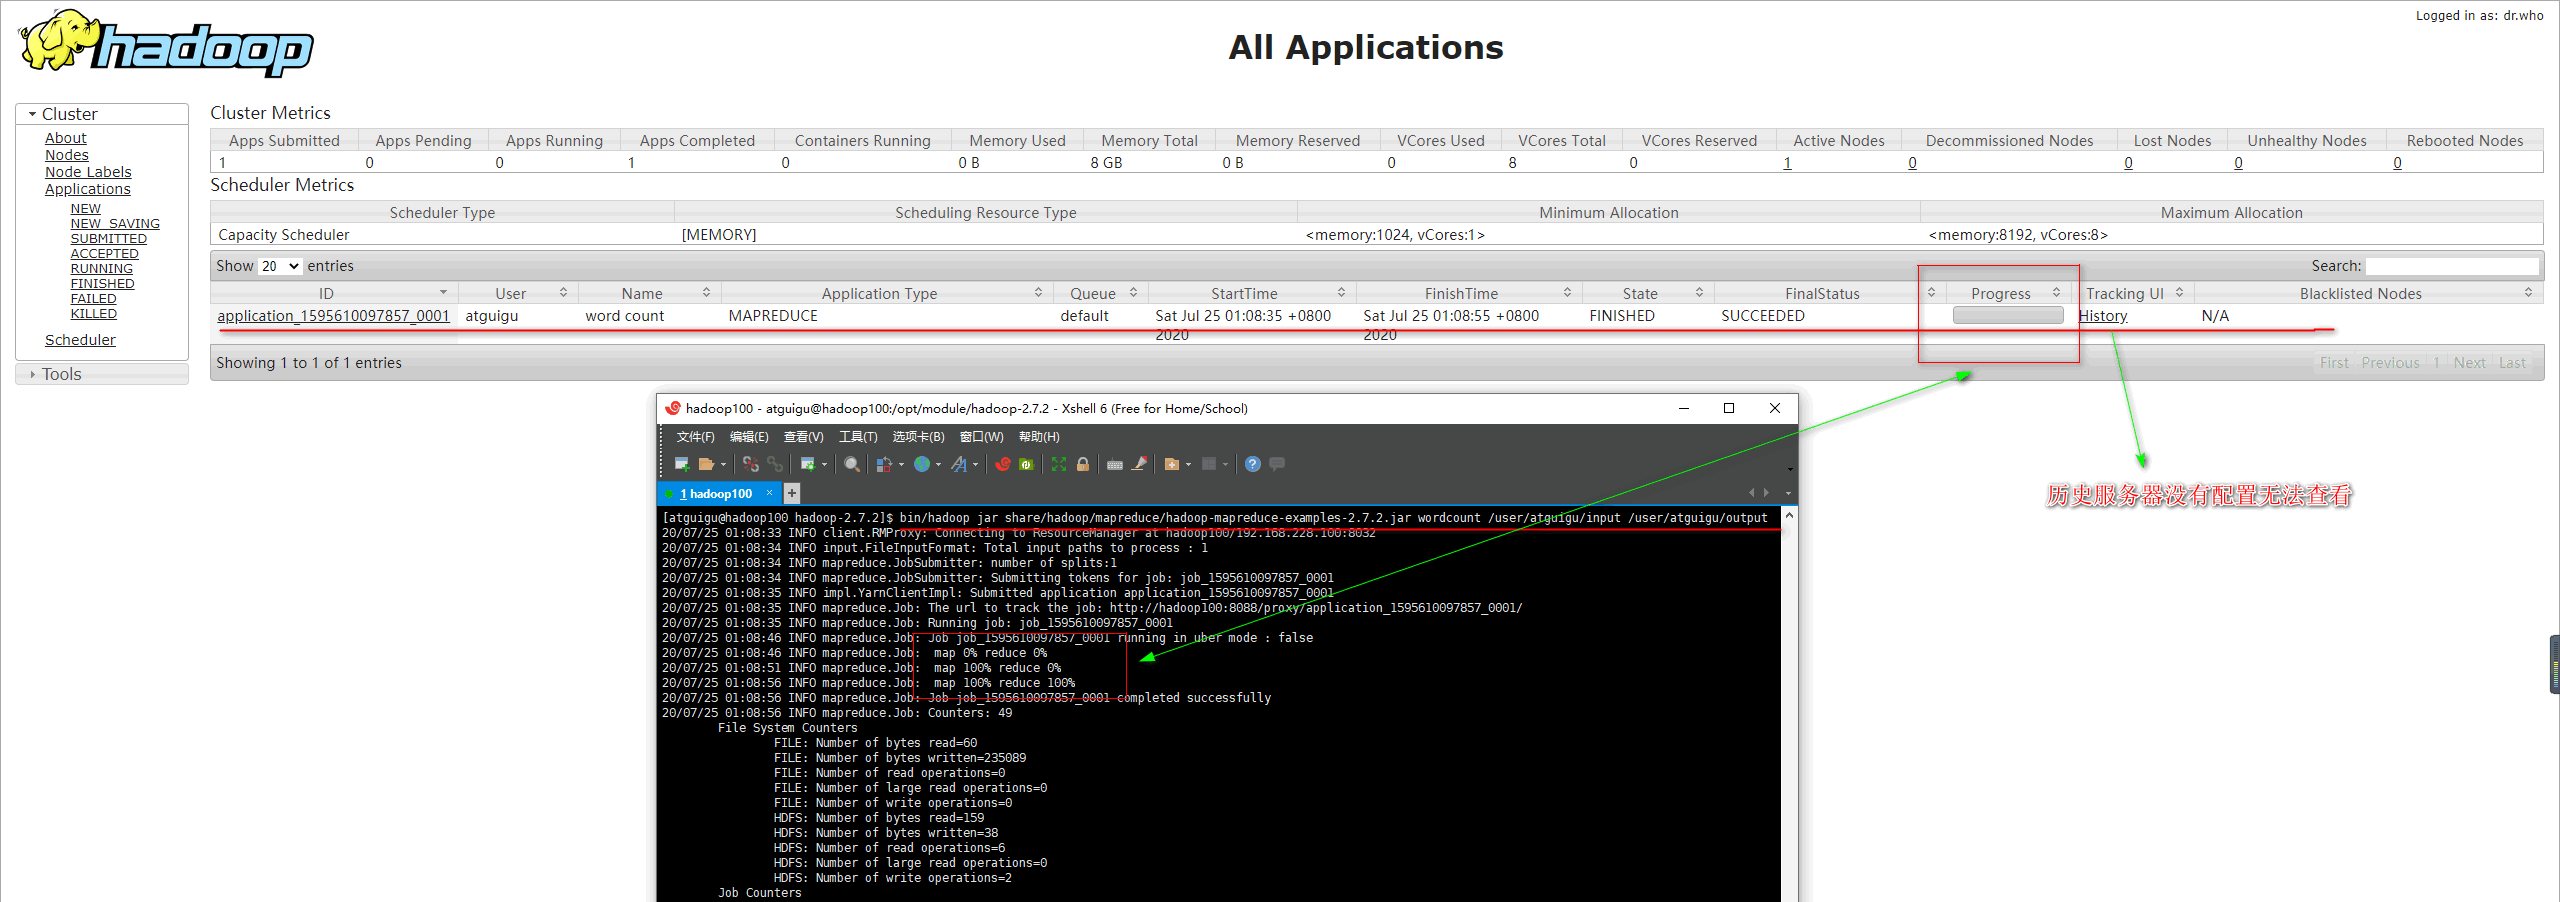 Logged in as: dr.who
hadoop
All Applications
Cluster
About
Nodes
Node Labels
Applications
NEW
NEW_SAVING
SUBMITTED
ACCEPTED
RUNNING
FINISHED
FAILED
KILLED
Scheduler
Tools
Cluster Metrics
Apps Submitted Apps Pending Apps Running Apps Completed Containers Running Memory Used Memory Total Memory Reserved VCores Used VCores Total VCores Reserved Active Nodes Decommissioned Nodes Lost Nodes Unhealthy Nodes Rebooted Nodes
1 0 0 1 0 0 B 8 GB 0 B 0 8 0 1 0 0 0 0
Scheduler Metrics
Scheduler Type Scheduling Resource Type Minimum Allocation Maximum Allocation
Capacity Scheduler [MEMORY] <memory:1024, vCores:1> <memory:8192, vCores:8>
Show 20 entries Search:
ID User Name Application Type Queue StartTime FinishTime State FinalStatus Progress Tracking UI Blacklisted Nodes
application_1595610097857_0001 atguigu word count MAPREDUCE default Sat Jul 25 01:08:35 +0800 2020 Sat Jul 25 01:08:55 +0800 2020 FINISHED SUCCEEDED History N/A
Showing 1 to 1 of 1 entries First Previous 1 Next Last
历史服务器没有配置无法查看
hadoop100 - atguigu@hadoop100:/opt/module/hadoop-2.7.2 - Xshell 6 (Free for Home/School)
文件(F) 编辑(E) 查看(V) 工具(T) 选项卡(B) 窗口(W) 帮助(H)
1 hadoop100
[atguigu@hadoop100 hadoop-2.7.2]$ bin/hadoop jar share/hadoop/mapreduce/hadoop-mapreduce-examples-2.7.2.jar wordcount /user/atguigu/input /user/atguigu/output
20/07/25 01:08:33 INFO client.RMProxy: Connecting to ResourceManager at hadoop100/192.168.228.100:8032
20/07/25 01:08:34 INFO input.FileInputFormat: Total input paths to process : 1
20/07/25 01:08:34 INFO mapreduce.JobSubmitter: number of splits:1
20/07/25 01:08:34 INFO mapreduce.JobSubmitter: Submitting tokens for job: job_1595610097857_0001
20/07/25 01:08:35 INFO impl.YarnClientImpl: Submitted application application_1595610097857_0001
20/07/25 01:08:35 INFO mapreduce.Job: The url to track the job: http://hadoop100:8088/proxy/application_1595610097857_0001/
20/07/25 01:08:35 INFO mapreduce.Job: Running job: job_1595610097857_0001
20/07/25 01:08:46 INFO mapreduce.Job: Job job_1595610097857_0001 running in uber mode : false
20/07/25 01:08:46 INFO mapreduce.Job:  map 0% reduce 0%
20/07/25 01:08:51 INFO mapreduce.Job:  map 100% reduce 0%
20/07/25 01:08:56 INFO mapreduce.Job:  map 100% reduce 100%
20/07/25 01:08:56 INFO mapreduce.Job: Job job_1595610097857_0001 completed successfully
20/07/25 01:08:56 INFO mapreduce.Job: Counters: 49
File System Counters
FILE: Number of bytes read=60
FILE: Number of bytes written=235089
FILE: Number of read operations=0
FILE: Number of large read operations=0
FILE: Number of write operations=0
HDFS: Number of bytes read=159
HDFS: Number of bytes written=38
HDFS: Number of read operations=6
HDFS: Number of large read operations=0
HDFS: Number of write operations=2
Job Counters